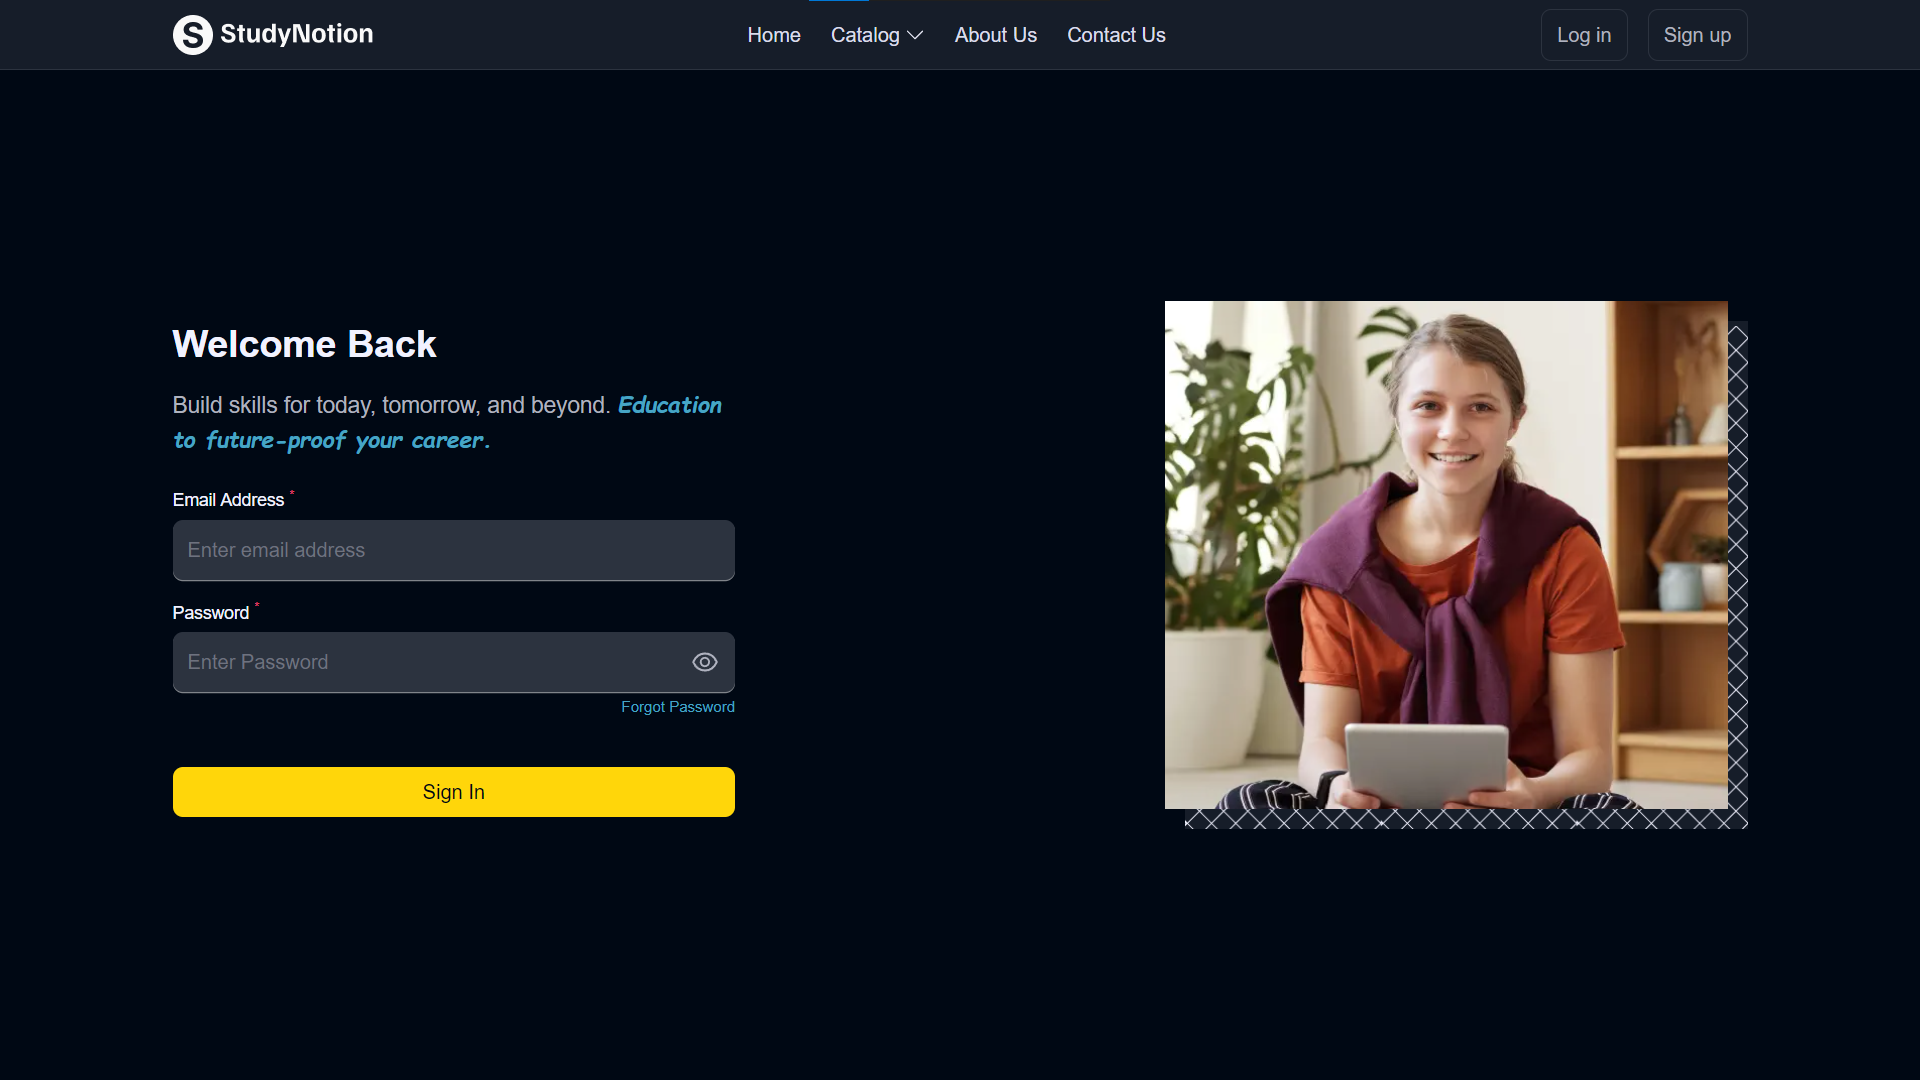 StudyNotion
Home Catalog About Us Contact Us
Log in Sign up
Welcome Back
Build skills for today, tomorrow, and beyond. Education
to future-proof your career.
Email Address *
Enter email address
Password *
Enter Password
Forgot Password
Sign In